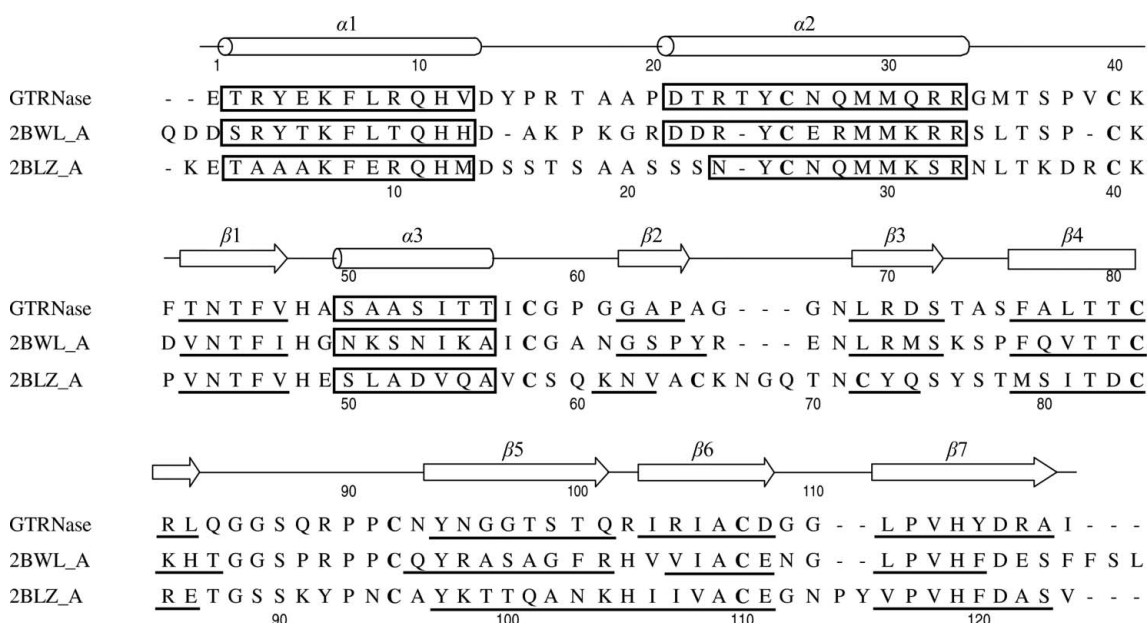 α1 α2
1 10 20 30 40
GTRNase - - E T R Y E K F L R Q H V D Y P R T A A P D T R T Y C N Q M M Q R R G M T S P V C K
2BWL_A Q D D S R Y T K F L T Q H H D - A K P K G R D D R - Y C E R M M K R R S L T S P - C K
2BLZ_A - K E T A A A K F E R Q H M D S S T S A A S S S N - Y C N Q M M K S R N L T K D R C K
10 20 30 40
β1 α3 β2 β3 β4
50 60 70 80
GTRNase F T N T F V H A S A A S I T T I C G P G G A P A G - - - G N L R D S T A S F A L T T C
2BWL_A D V N T F I H G N K S N I K A I C G A N G S P Y R - - - E N L R M S K S P F Q V T T C
2BLZ_A P V N T F V H E S L A D V Q A V C S Q K N V A C K N G Q T N C Y Q S Y S T M S I T D C
50 60 70 80
β5 β6 β7
90 100 110
GTRNase R L Q G G S Q R P P C N Y N G G T S T Q R I R I A C D G G - - L P V H Y D R A I - - -
2BWL_A K H T G G S P R P P C Q Y R A S A G F R H V V I A C E N G - - L P V H F D E S F F S L
2BLZ_A R E T G S S K Y P N C A Y K T T Q A N K H I I V A C E G N P Y V P V H F D A S V - - -
90 100 110 120